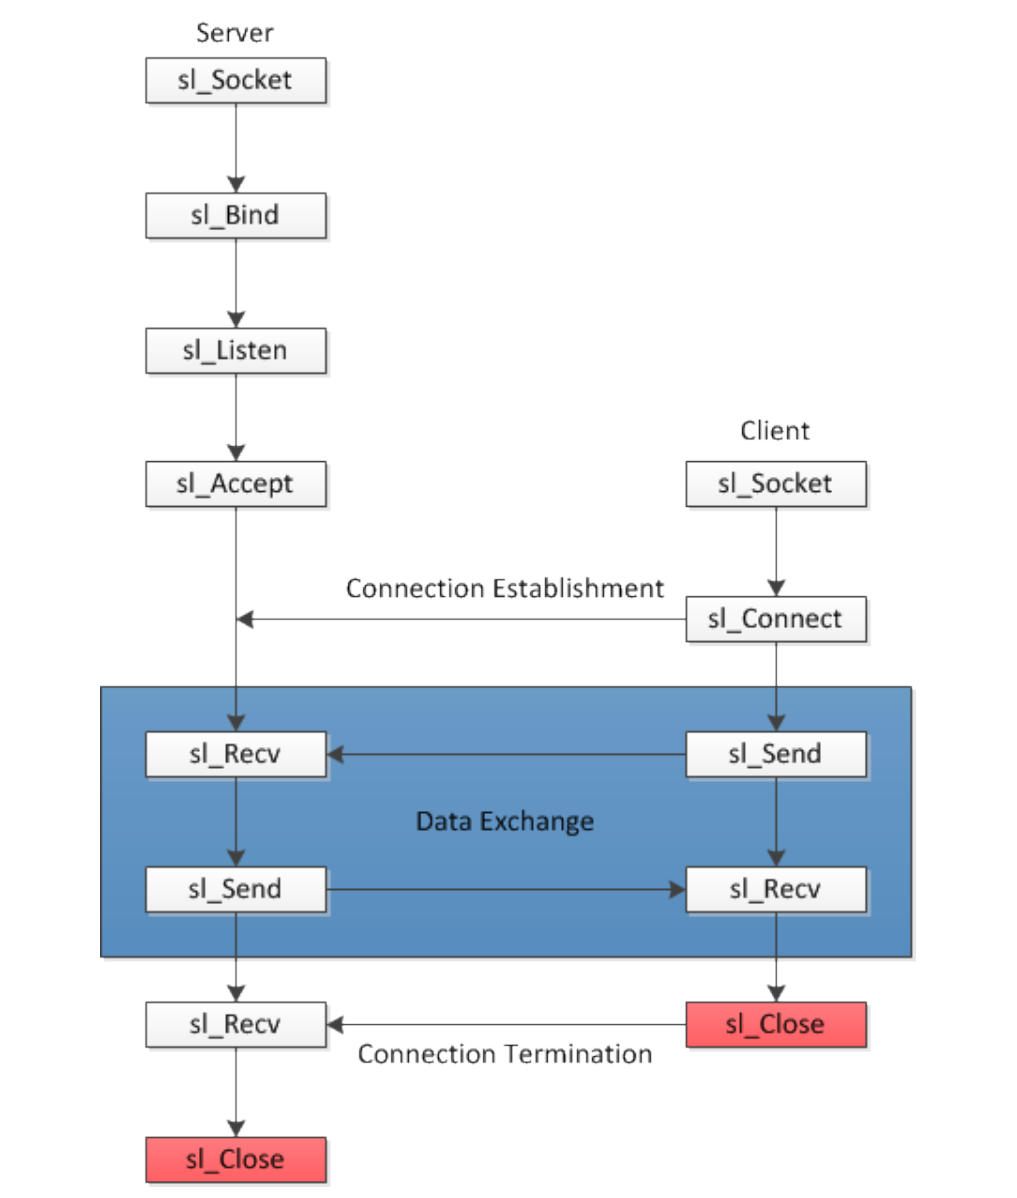 Server
sl_Socket
sl_Bind
sl_Listen
sl_Accept
Client
sl_Socket
Connection Establishment
sl_Connect
sl_Recv
sl_Send
Data Exchange
sl_Send
sl_Recv
sl_Recv
sl_Close
Connection Termination
sl_Close